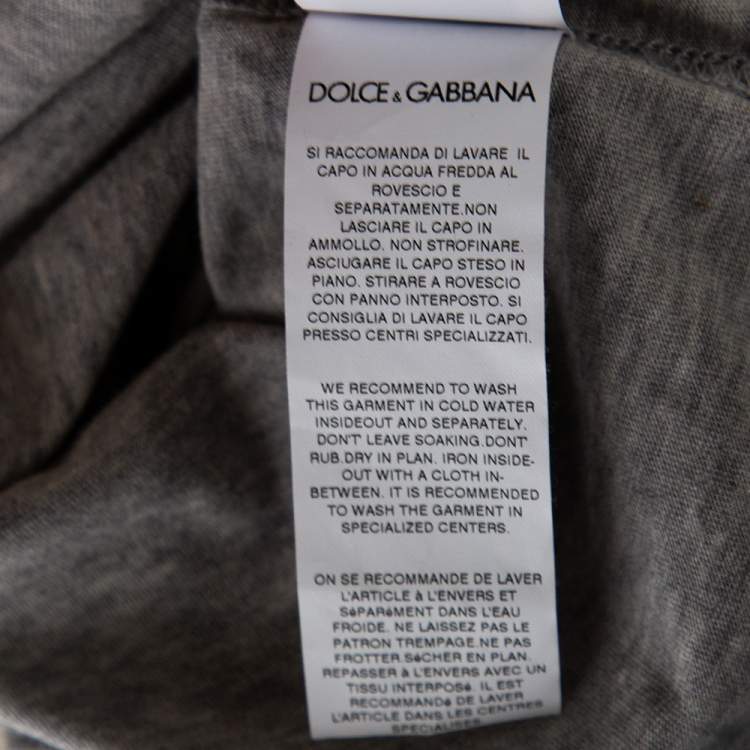 DOLCE & GABBANA
SI RACCOMANDA DI LAVARE IL
CAPO IN ACQUA FREDDA AL
ROVESCIO E
SEPARATAMENTE.NON
LASCIARE IL CAPO IN
AMMOLLO. NON STROFINARE.
ASCIUGARE IL CAPO STESO IN
PIANO. STIRARE A ROVESCIO
CON PANNO INTERPOSTO. SI
CONSIGLIA DI LAVARE IL CAPO
PRESSO CENTRI SPECIALIZZATI.
WE RECOMMEND TO WASH
THIS GARMENT IN COLD WATER
INSIDEOUT AND SEPARATELY.
DON'T LEAVE SOAKING.DON'T
RUB.DRY IN PLAN. IRON INSIDE-
OUT WITH A CLOTH IN-
BETWEEN. IT IS RECOMMENDED
TO WASH THE GARMENT IN
SPECIALIZED CENTERS.
ON SE RECOMMANDE DE LAVER
L'ARTICLE à L'ENVERS ET
SéPARéMENT DANS L'EAU
FROIDE. NE LAISSEZ PAS LE
PATRON TREMPAGE.NE PAS
FROTTER.SéCHER EN PLAN.
REPASSER à L'ENVERS AVEC UN
TISSU INTERPOSé. IL EST
RECOMMANDé DE LAVER
L'ARTICLE DANS LES CENTRES
SPECIALISES